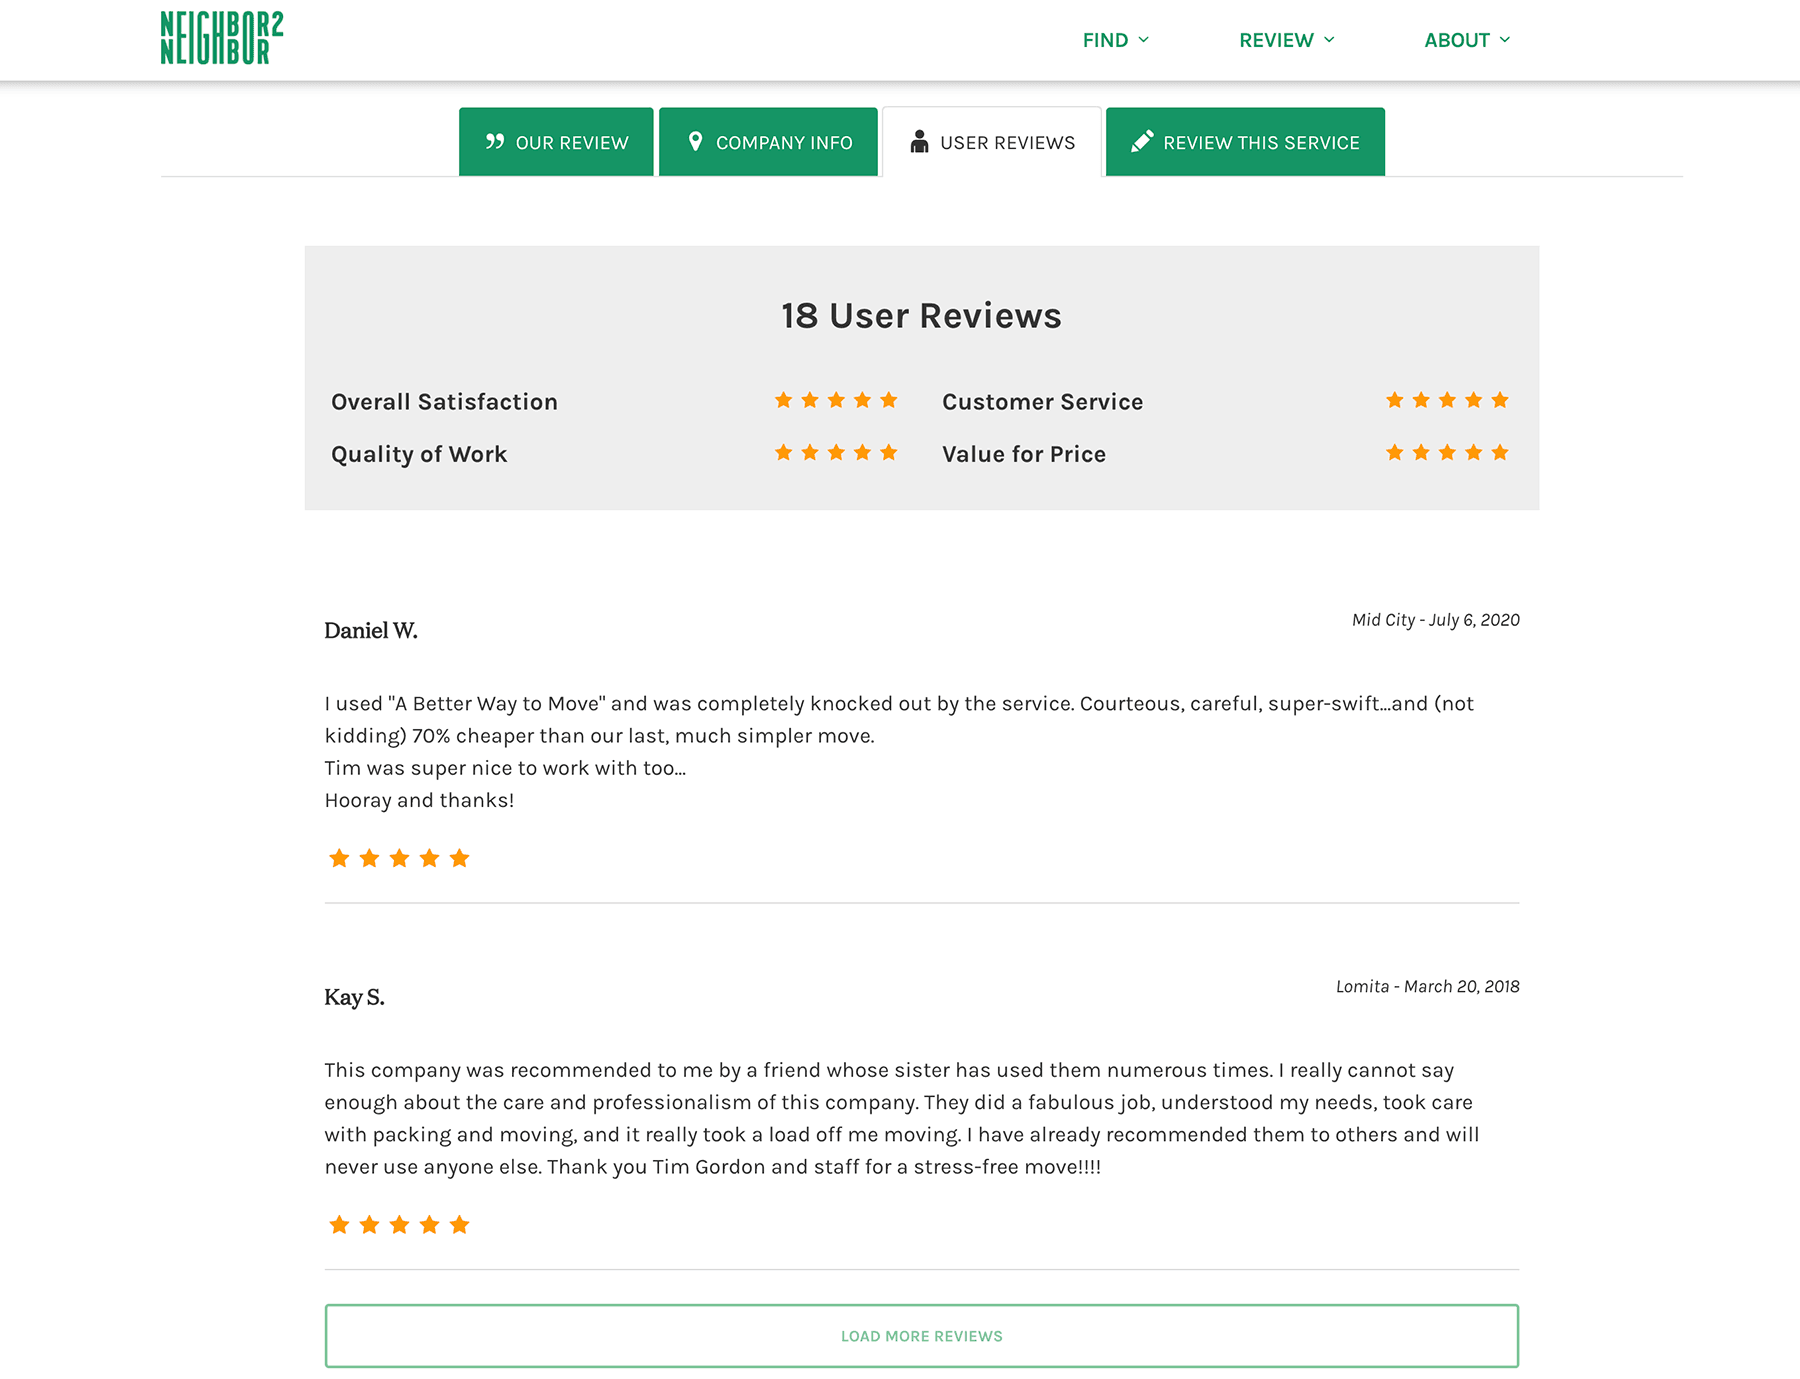 NEIGHBOR2
NEIGHBOR
FIND
REVIEW
ABOUT
OUR REVIEW
COMPANY INFO
USER REVIEWS
REVIEW THIS SERVICE
18 User Reviews
Overall Satisfaction
Customer Service
Quality of Work
Value for Price
Daniel W.
Mid City - July 6, 2020
I used "A Better Way to Move" and was completely knocked out by the service. Courteous, careful, super-swift...and (not
kidding) 70% cheaper than our last, much simpler move.
Tim was super nice to work with too...
Hooray and thanks!
Kay S.
Lomita - March 20, 2018
This company was recommended to me by a friend whose sister has used them numerous times. I really cannot say
enough about the care and professionalism of this company. They did a fabulous job, understood my needs, took care
with packing and moving, and it really took a load off me moving. I have already recommended them to others and will
never use anyone else. Thank you Tim Gordon and staff for a stress-free move!!!!
LOAD MORE REVIEWS